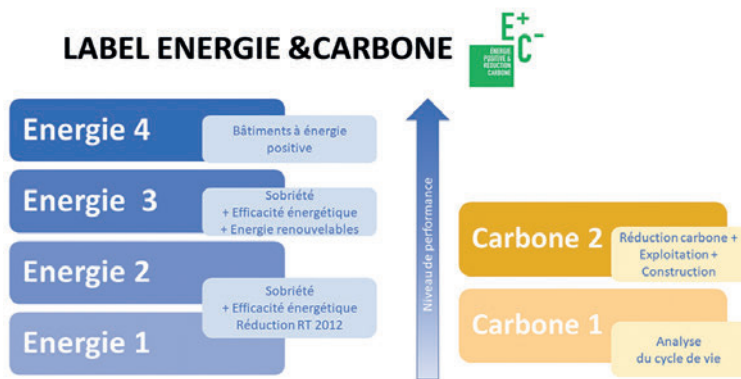 LABEL ENERGIE &CARBONE
E+
C-
ÉNERGIE
POSITIVE &
RÉDUCTION
CARBONE
Energie 4
Bâtiments à énergie
positive
Energie 3
Sobriété
+ Efficacité énergétique
+ Energie renouvelables
Energie 2
Sobriété
+ Efficacité énergétique
Réduction RT 2012
Energie 1
Niveau de performance
Carbone 2
Réduction carbone +
Exploitation +
Construction
Carbone 1
Analyse
du cycle de vie